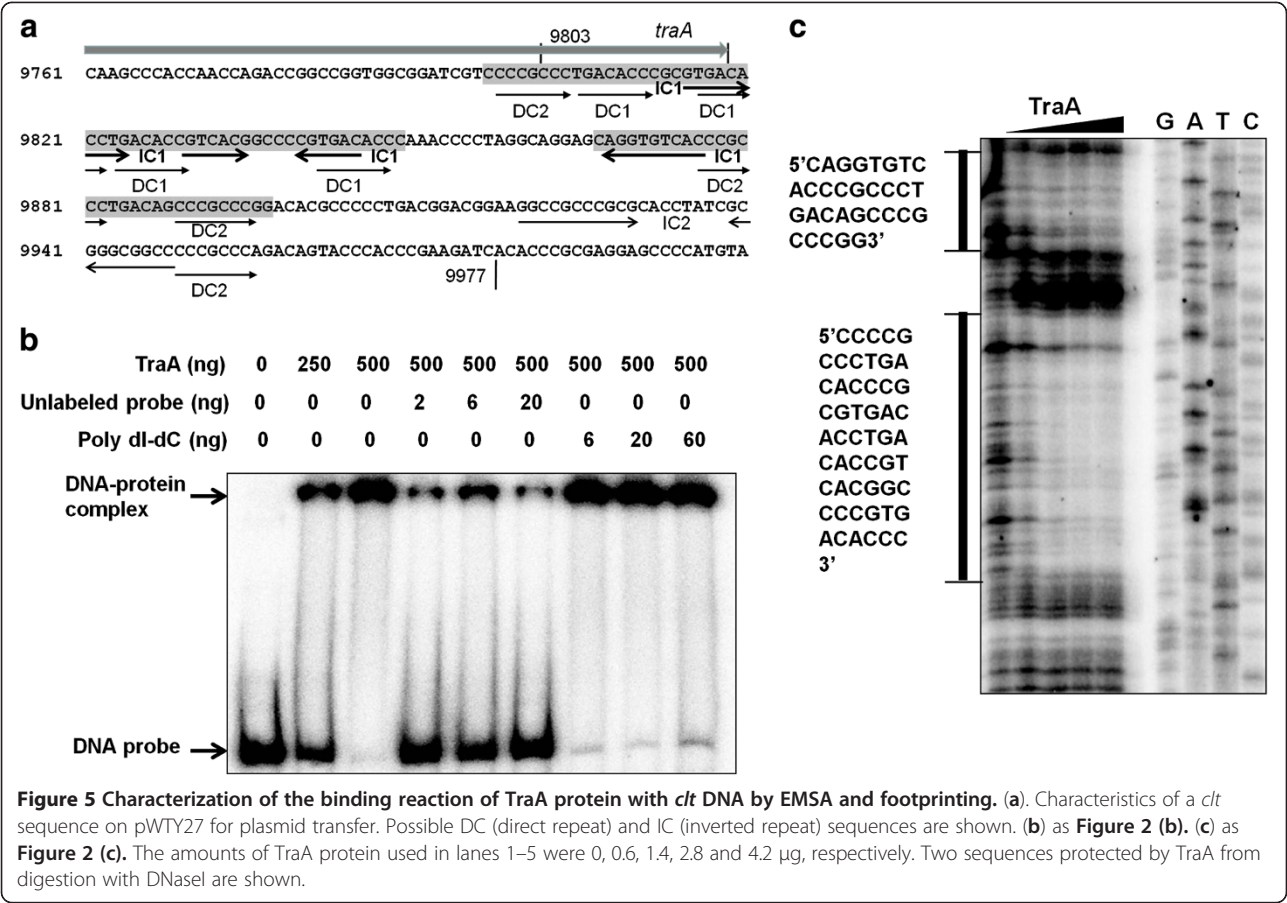 a
9803
traA
9761 CAAGCCCACCAACCAGACCGGCCGGTGGCGGATCGTCCCCGCCCTGACACCCGCGTGACA
IC1
DC2 DC1 DC1
9821 CCTGACACCGTCACGGCCCCGTGACACCCAAACCCCTAGGCAGGAGCAGGTGTCACCCGC
IC1 IC1 IC1
DC1 DC1 DC2
9881 CCTGACAGCCCGCCCGGACACGCCCCCTGACGGACGGAAGGCCGCCCGCGCACCTATCGC
DC2 IC2
9941 GGGCGGCCCCCGCCCAGACAGTACCCACCCGAAGATCACACCCGCGAGGAGCCCCATGTA
DC2
9977
b
TraA (ng) 0 250 500 500 500 500 500 500 500
Unlabeled probe (ng) 0 0 0 2 6 20 0 0 0
Poly dI-dC (ng) 0 0 0 0 0 0 6 20 60
DNA-protein
complex
DNA probe
c
TraA
G A T C
5'CAGGTGTC
ACCCGCCCT
GACAGCCCG
CCCGG3'
5'CCCCG
CCCTGA
CACCCG
CGTGAC
ACCTGA
CACCGT
CACGGC
CCCGTG
ACACCC
3'
Figure 5 Characterization of the binding reaction of TraA protein with clt DNA by EMSA and footprinting. (a). Characteristics of a clt
sequence on pWTY27 for plasmid transfer. Possible DC (direct repeat) and IC (inverted repeat) sequences are shown. (b) as Figure 2 (b). (c) as
Figure 2 (c). The amounts of TraA protein used in lanes 1–5 were 0, 0.6, 1.4, 2.8 and 4.2 μg, respectively. Two sequences protected by TraA from
digestion with DNaseI are shown.